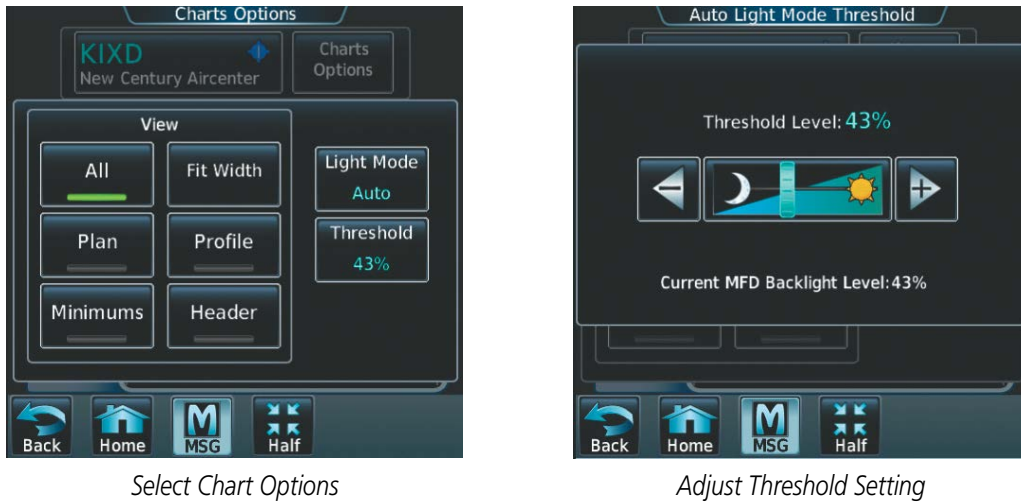 Charts Options
KIXD
New Century Aircenter
Charts
Options
View
All
Fit Width
Plan
Profile
Minimums
Header
Light Mode
Auto
Threshold
43%
Back
Home
M
MSG
Half
Select Chart Options
Auto Light Mode Threshold
Threshold Level: 43%
Current MFD Backlight Level: 43%
Back
Home
M
MSG
Half
Adjust Threshold Setting